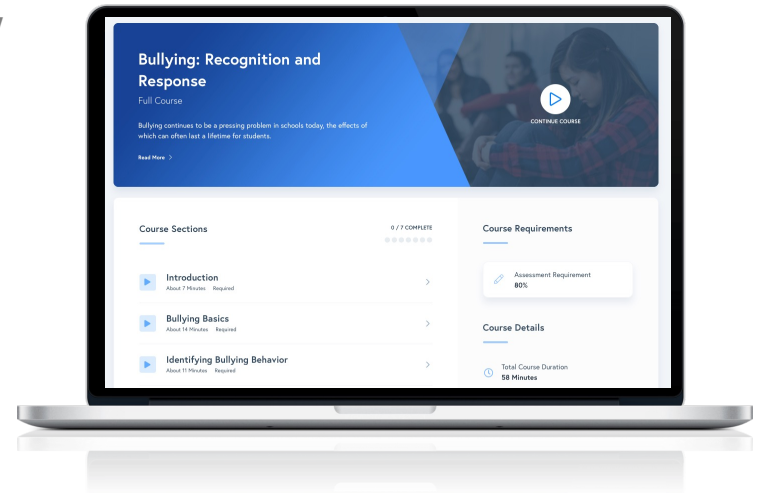 Bullying: Recognition and
Response
Full Course
Bullying continues to be a pressing problem in schools today, the effects of
which can often last a lifetime for students.
Read More
CONTINUE COURSE
Course Sections
0 / 7 COMPLETE
Introduction
About 7 Minutes Required
Bullying Basics
About 14 Minutes Required
Identifying Bullying Behavior
About 11 Minutes Required
Course Requirements
Assessment Requirement
80%
Course Details
Total Course Duration
58 Minutes